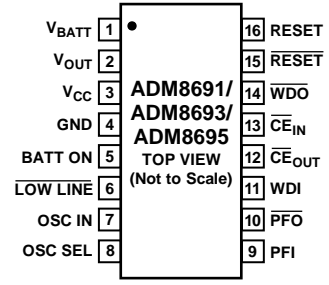 VBATT 1
VOUT 2
VCC 3
GND 4
BATT ON 5
LOW LINE 6
OSC IN 7
OSC SEL 8
ADM8691/
ADM8693/
ADM8695
TOP VIEW
(Not to Scale)
16 RESET
15 RESET
14 WDO
13 CEIN
12 CEOUT
11 WDI
10 PFO
9 PFI